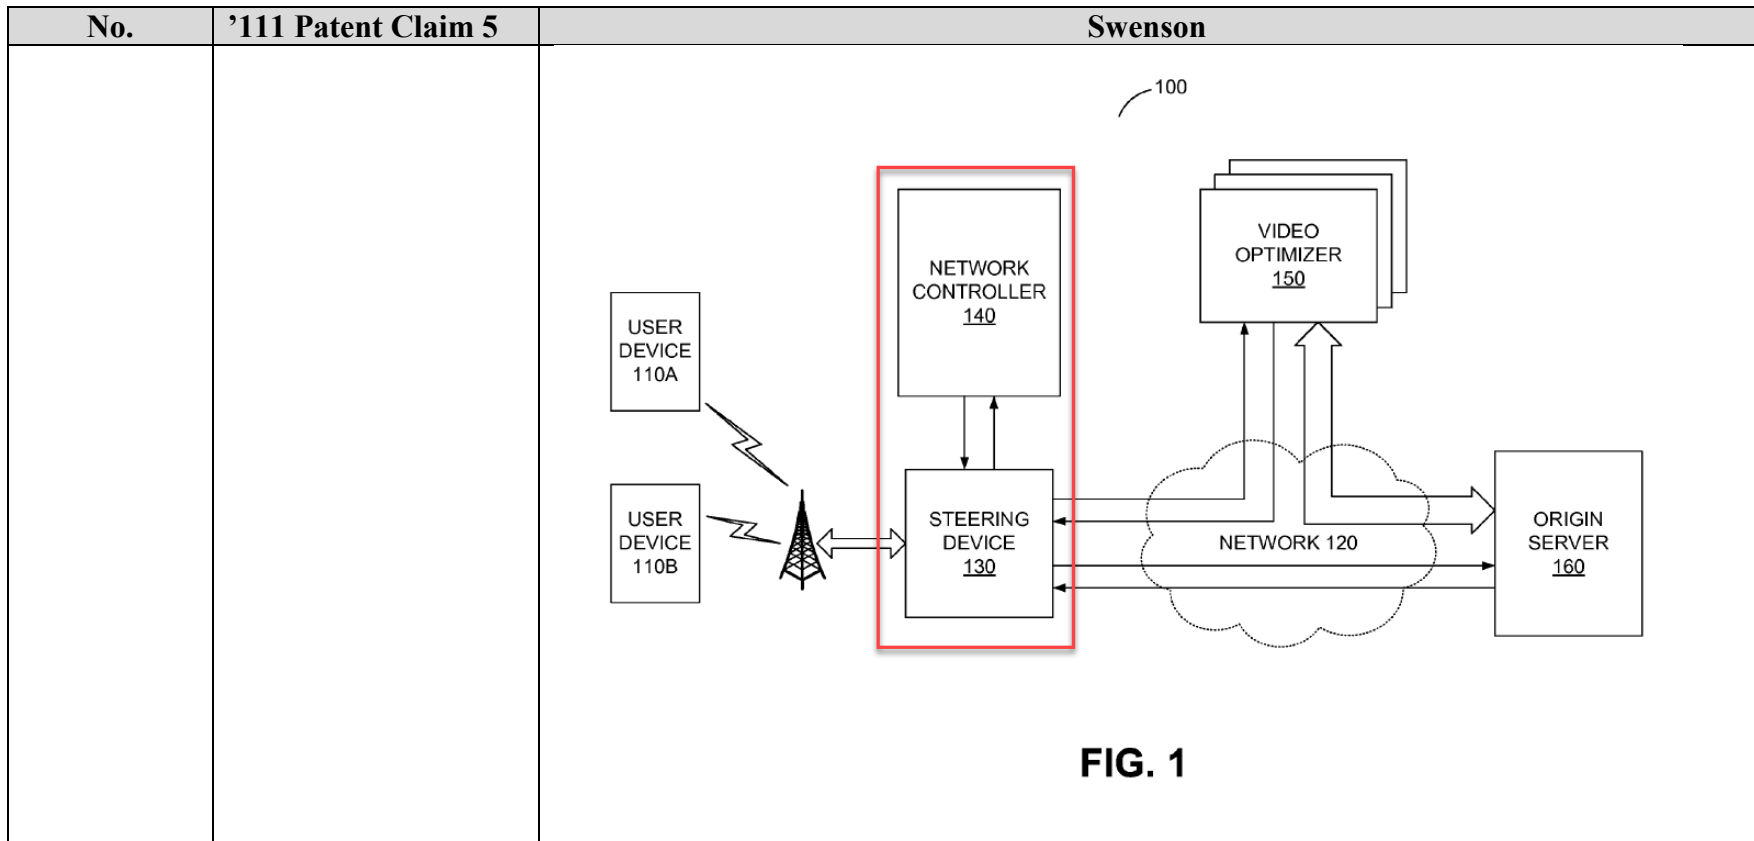 No. ’111 Patent Claim 5 Swenson
100
NETWORK
CONTROLLER
140
VIDEO
OPTIMIZER
150
USER
DEVICE
110A
USER
DEVICE
110B
STEERING
DEVICE
130
NETWORK 120
ORIGIN
SERVER
160
FIG. 1